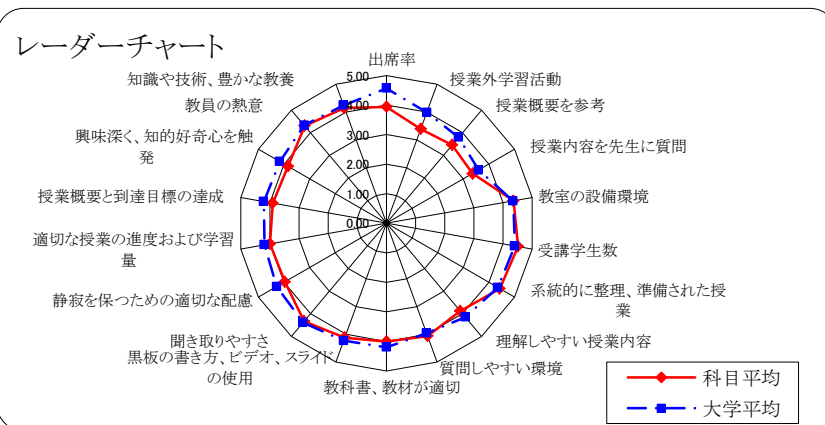 レーダーチャート
出席率
授業外学習活動
授業概要を参考
授業内容を先生に質問
教室の設備環境
受講学生数
系統的に整理、準備された授
業
理解しやすい授業内容
質問しやすい環境
教科書、教材が適切
黒板の書き方、ビデオ、スライド
の使用
聞き取りやすさ
静寂を保つための適切な配慮
適切な授業の進度および学習
量
授業概要と到達目標の達成
興味深く、知的好奇心を触
発
教員の熱意
知識や技術、豊かな教養
5.00
4.00
3.00
2.00
1.00
0.00
科目平均
大学平均